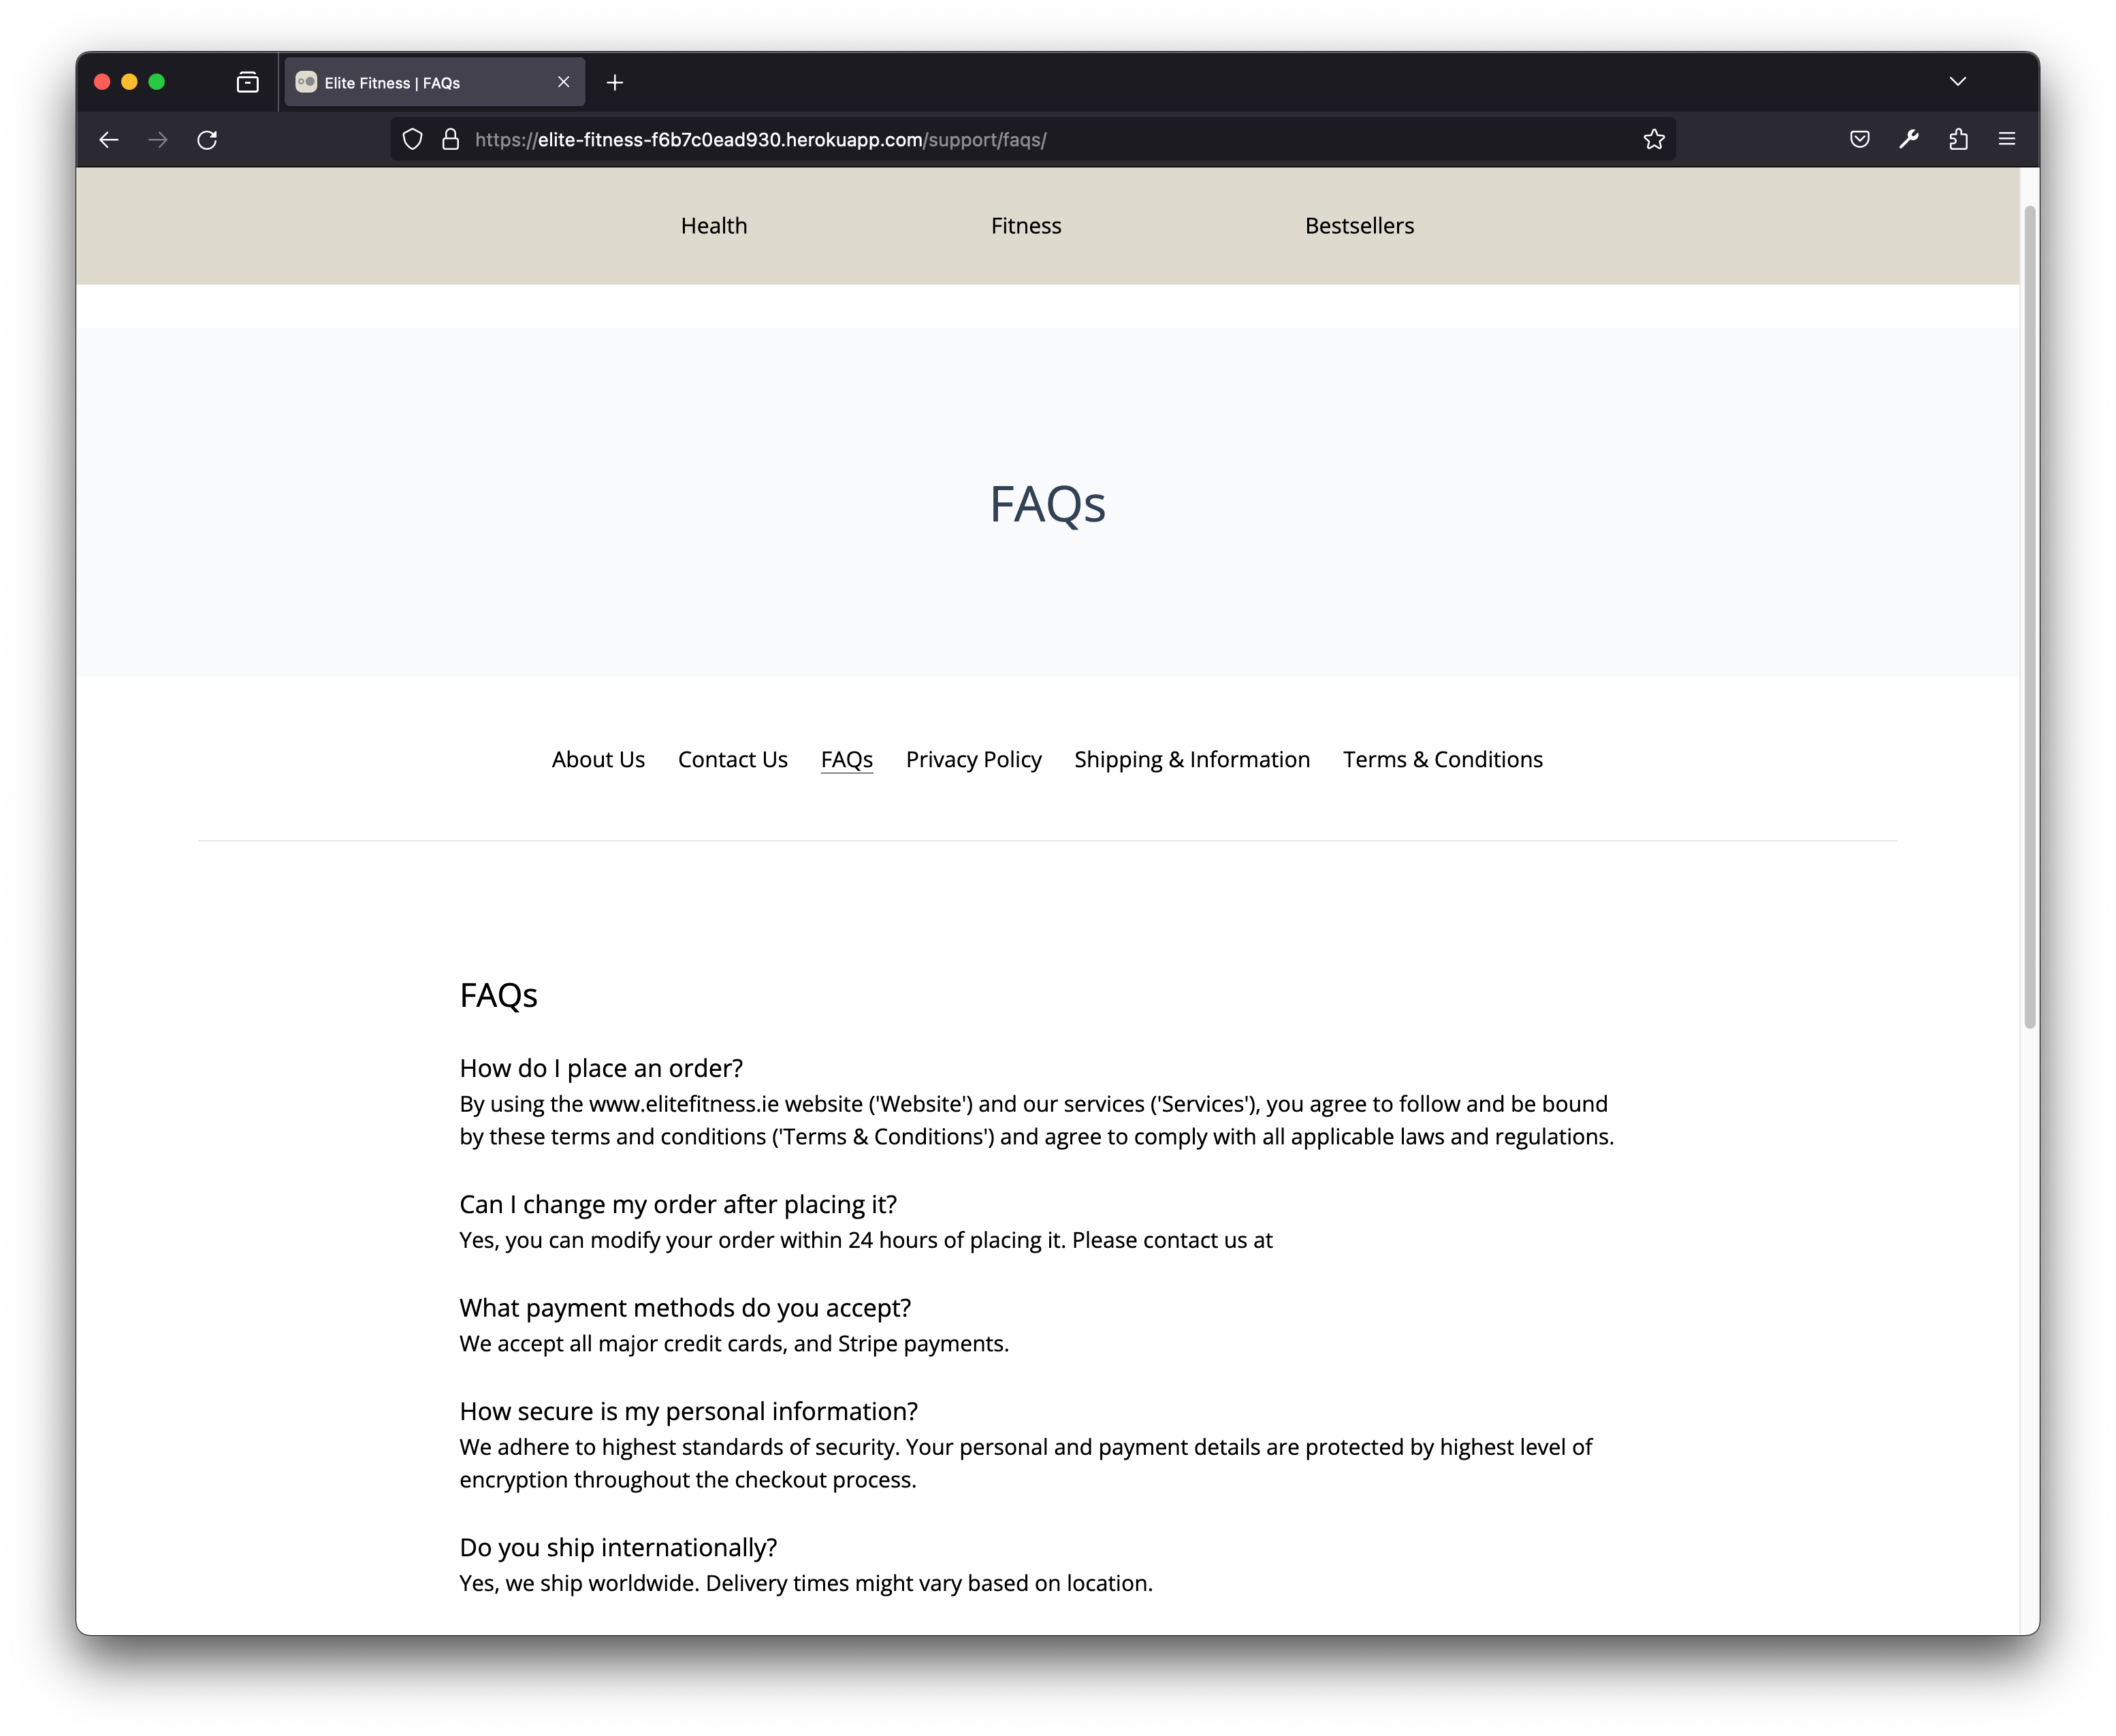 Elite Fitness | FAQs
https://elite-fitness-f6b7c0ead930.herokuapp.com/support/faqs/
Health Fitness Bestsellers
FAQs
About Us Contact Us FAQs Privacy Policy Shipping & Information Terms & Conditions
FAQs
How do I place an order?
By using the www.elitefitness.ie website ('Website') and our services ('Services'), you agree to follow and be bound
by these terms and conditions ('Terms & Conditions') and agree to comply with all applicable laws and regulations.
Can I change my order after placing it?
Yes, you can modify your order within 24 hours of placing it. Please contact us at
What payment methods do you accept?
We accept all major credit cards, and Stripe payments.
How secure is my personal information?
We adhere to highest standards of security. Your personal and payment details are protected by highest level of
encryption throughout the checkout process.
Do you ship internationally?
Yes, we ship worldwide. Delivery times might vary based on location.